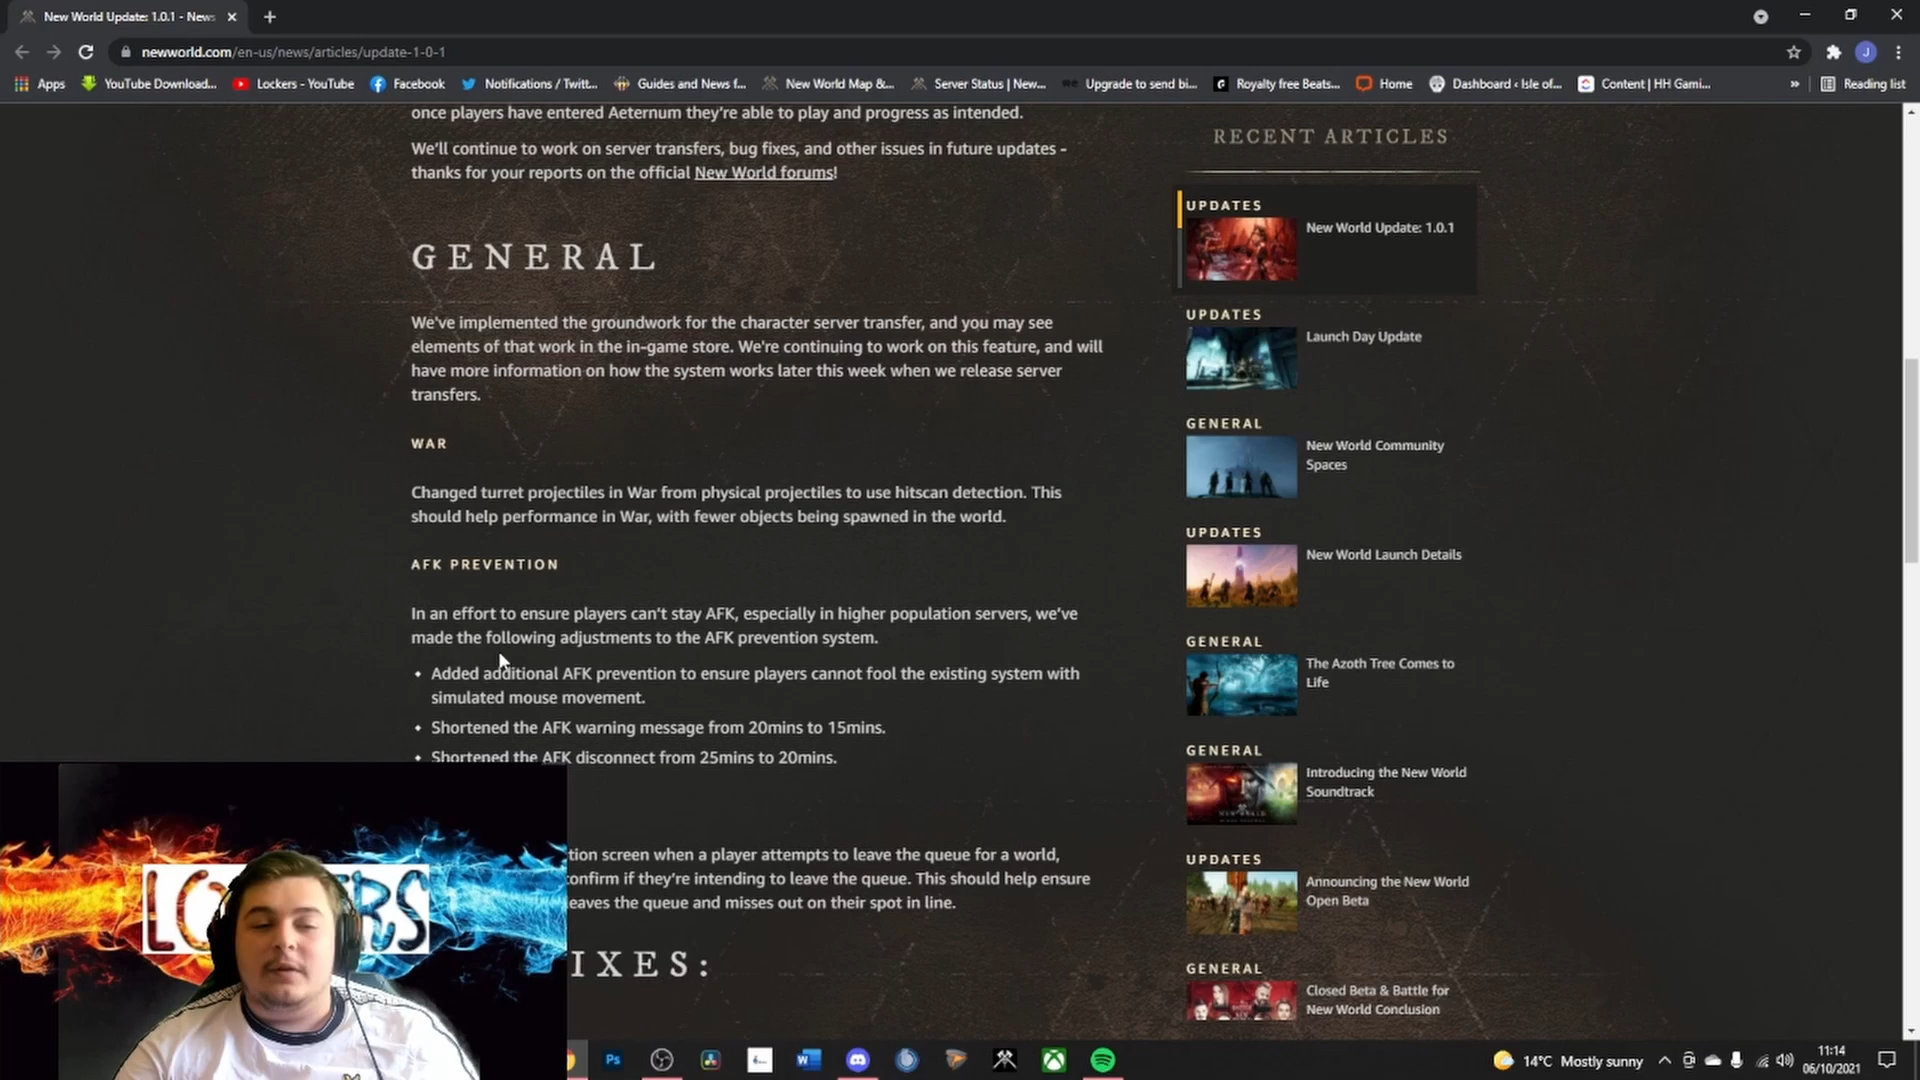 New World Update: 1.0.1 - News
newworld.com/en-us/news/articles/update-1-0-1
J
Apps
YouTube Download...
Lockers - YouTube
Facebook
Notifications / Twitt...
Guides and News f...
New World Map &...
Server Status | New...
Upgrade to send bi...
Royalty free Beats...
Home
Dashboard ‹ Isle of...
Content | HH Gami...
»
Reading list
once players have entered Aeternum they're able to play and progress as intended.
We'll continue to work on server transfers, bug fixes, and other issues in future updates -
thanks for your reports on the official New World forums!
GENERAL
We've implemented the groundwork for the character server transfer, and you may see
elements of that work in the in-game store. We're continuing to work on this feature, and will
have more information on how the system works later this week when we release server
transfers.
WAR
Changed turret projectiles in War from physical projectiles to use hitscan detection. This
should help performance in War, with fewer objects being spawned in the world.
AFK PREVENTION
In an effort to ensure players can't stay AFK, especially in higher population servers, we've
made the following adjustments to the AFK prevention system.
• Added additional AFK prevention to ensure players cannot fool the existing system with
simulated mouse movement.
• Shortened the AFK warning message from 20mins to 15mins.
• Shortened the AFK disconnect from 25mins to 20mins.
tion screen when a player attempts to leave the queue for a world,
confirm if they're intending to leave the queue. This should help ensure
eaves the queue and misses out on their spot in line.
IXES:
RECENT ARTICLES
UPDATES
New World Update: 1.0.1
UPDATES
Launch Day Update
GENERAL
New World Community
Spaces
UPDATES
New World Launch Details
GENERAL
The Azoth Tree Comes to
Life
GENERAL
Introducing the New World
Soundtrack
UPDATES
Announcing the New World
Open Beta
GENERAL
Closed Beta & Battle for
New World Conclusion
Ps
W
14°C Mostly sunny
11:14
06/10/2021